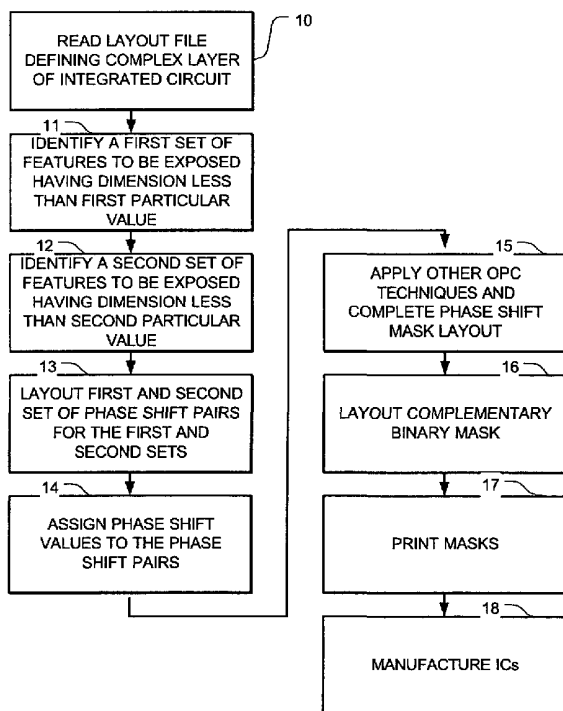 10
READ LAYOUT FILE
DEFINING COMPLEX LAYER
OF INTEGRATED CIRCUIT
11
IDENTIFY A FIRST SET OF
FEATURES TO BE EXPOSED
HAVING DIMENSION LESS
THAN FIRST PARTICULAR
VALUE
12
IDENTIFY A SECOND SET OF
FEATURES TO BE EXPOSED
HAVING DIMENSION LESS
THAN SECOND PARTICULAR
VALUE
13
LAYOUT FIRST AND SECOND
SET OF PHASE SHIFT PAIRS
FOR THE FIRST AND
SECOND SETS
14
ASSIGN PHASE SHIFT
VALUES TO THE PHASE
SHIFT PAIRS
15
APPLY OTHER OPC
TECHNIQUES AND
COMPLETE PHASE SHIFT
MASK LAYOUT
16
LAYOUT COMPLEMENTARY
BINARY MASK
17
PRINT MASKS
18
MANUFACTURE ICs